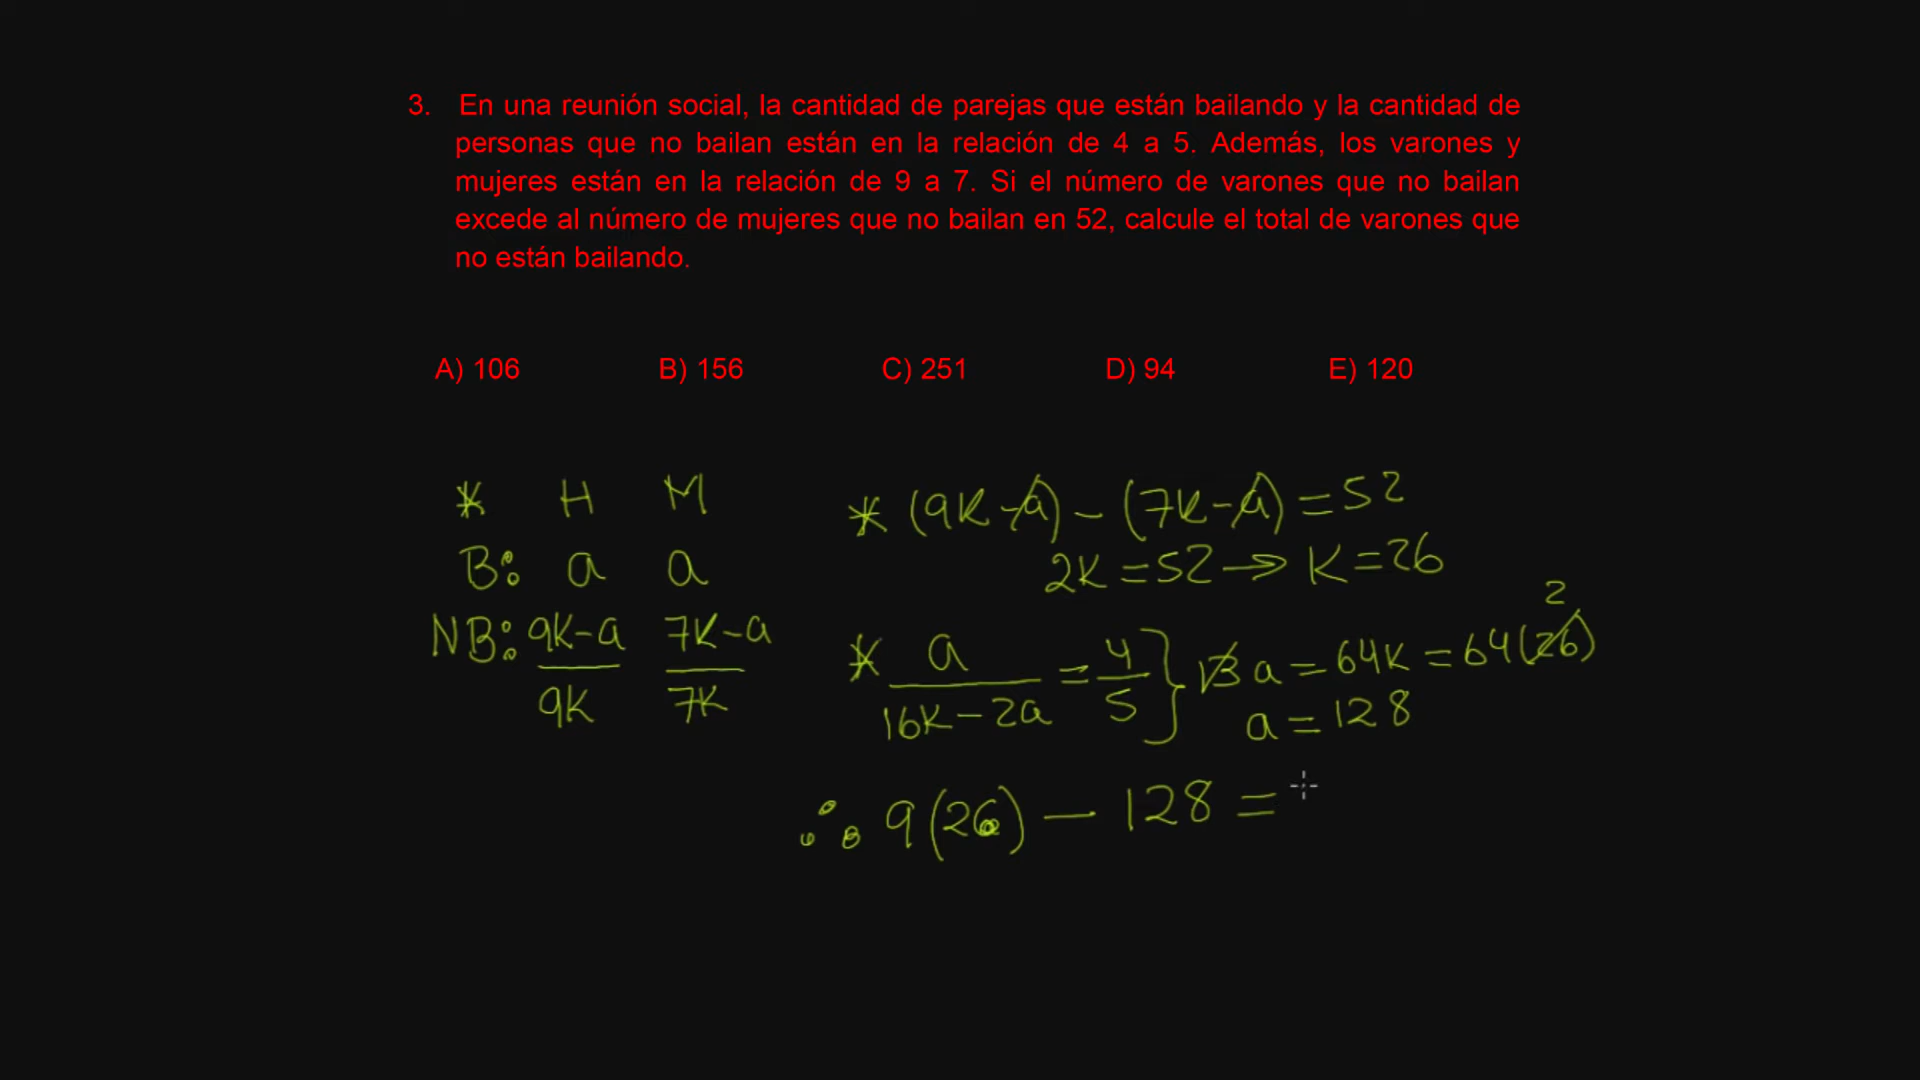 3. En una reunión social, la cantidad de parejas que están bailando y la cantidad de
personas que no bailan están en la relación de 4 a 5. Además, los varones y
mujeres están en la relación de 9 a 7. Si el número de varones que no bailan
excede al número de mujeres que no bailan en 52, calcule el total de varones que
no están bailando.
A) 106 B) 156 C) 251 D) 94 E) 120
* H M
B: a a
NB: 9K-a 7K-a
9K 7K
* (9K-a) - (7K-a) = 52
2K = 52 → K = 26
2
* a / 16K-2a = 4 / 5 } 13a = 64K = 64(26)
a = 128
∴ 9(26) - 128 =